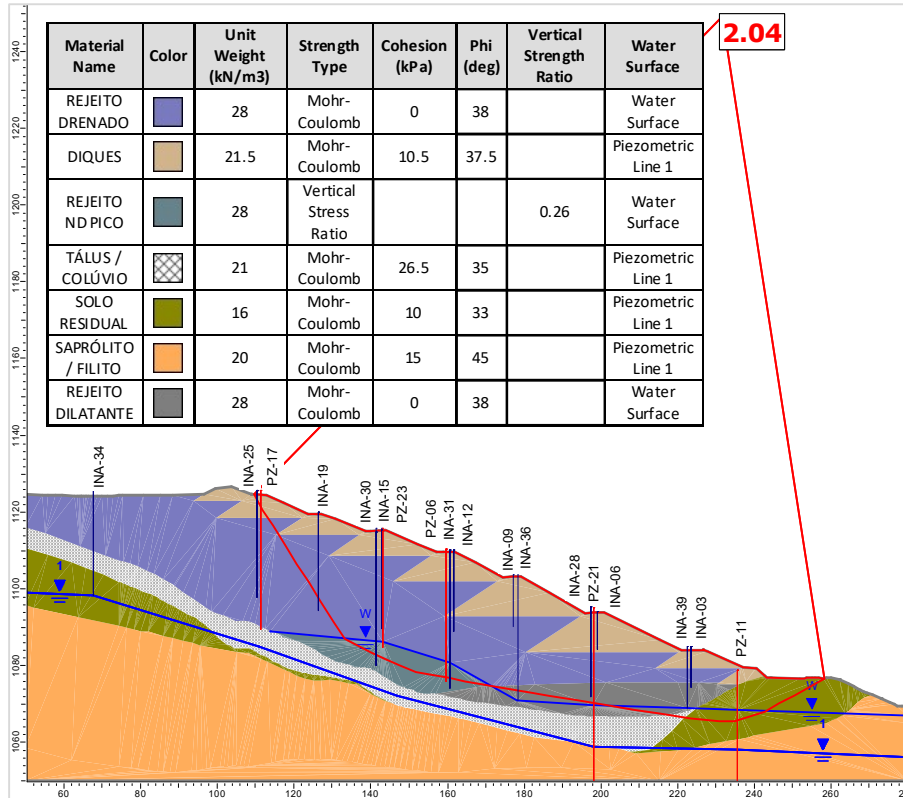 Material Name Color Unit Weight (kN/m3) Strength Type Cohesion (kPa) Phi (deg) Vertical Strength Ratio Water Surface
REJEITO DRENADO 28 Mohr-Coulomb 0 38 Water Surface
DIQUES 21.5 Mohr-Coulomb 10.5 37.5 Piezometric Line 1
REJEITO ND PICO 28 Vertical Stress Ratio 0.26 Water Surface
TÁLUS / COLÚVIO 21 Mohr-Coulomb 26.5 35 Piezometric Line 1
SOLO RESIDUAL 16 Mohr-Coulomb 10 33 Piezometric Line 1
SAPRÓLITO / FILITO 20 Mohr-Coulomb 15 45 Piezometric Line 1
REJEITO DILATANTE 28 Mohr-Coulomb 0 38 Water Surface
2.04
1240
1220
1200
1180
1160
1140
1120
1100
1080
1060
INA-34
INA-25
PZ-17
INA-19
INA-30
INA-15
PZ-23
PZ-06
INA-31
INA-12
INA-09
INA-36
INA-28
PZ-21
INA-06
INA-39
INA-03
PZ-11
1
W
W
1
60 80 100 120 140 160 180 200 220 240 260